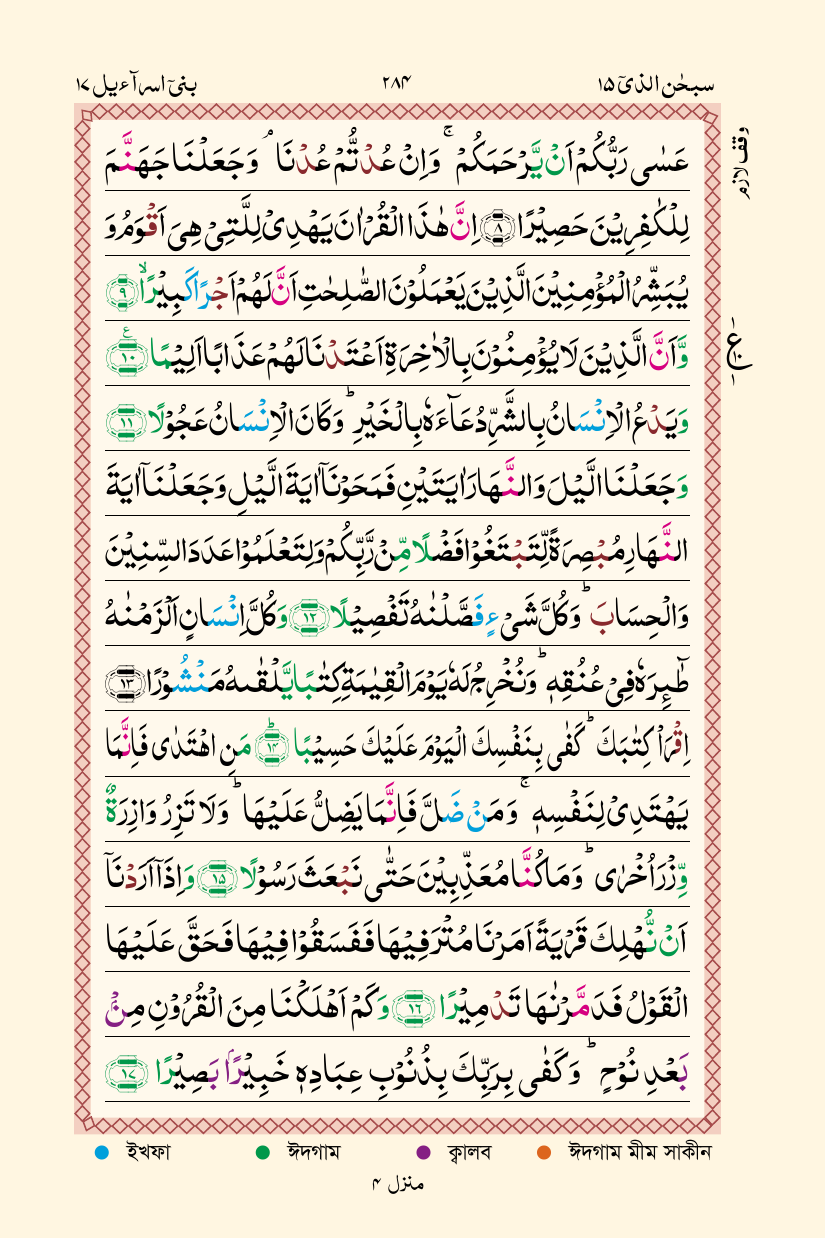 سبحٰن الذیٓ ۱۵ ۲۸۴ بنیٓ اسرآءیل ۱۷
عَسٰی رَبُّکُمْ اَنْ یَّرْحَمَکُمْ ۚ وَاِنْ عُدْتُّمْ عُدْنَا ۘ وَجَعَلْنَا جَهَنَّمَ
وقف لازم
لِلْکٰفِرِیْنَ حَصِیْرًا ﴿۸﴾ اِنَّ هٰذَا الْقُرْاٰنَ یَهْدِیْ لِلَّتِیْ هِیَ اَقْوَمُ وَ
یُبَشِّرُ الْمُؤْمِنِیْنَ الَّذِیْنَ یَعْمَلُوْنَ الصّٰلِحٰتِ اَنَّ لَهُمْ اَجْرًا کَبِیْرًا ۙ﴿۹﴾
وَّاَنَّ الَّذِیْنَ لَا یُؤْمِنُوْنَ بِالْاٰخِرَةِ اَعْتَدْنَا لَهُمْ عَذَابًا اَلِیْمًا ﴿۱۰﴾ ع
وَیَدْعُ الْاِنْسَانُ بِالشَّرِّ دُعَآءَهٗ بِالْخَیْرِ ؕ وَکَانَ الْاِنْسَانُ عَجُوْلًا ﴿۱۱﴾
وَجَعَلْنَا الَّیْلَ وَالنَّهَارَ اٰیَتَیْنِ فَمَحَوْنَاۤ اٰیَةَ الَّیْلِ وَجَعَلْنَاۤ اٰیَةَ
النَّهَارِ مُبْصِرَةً لِّتَبْتَغُوْا فَضْلًا مِّنْ رَّبِّکُمْ وَلِتَعْلَمُوْا عَدَدَ السِّنِیْنَ
وَالْحِسَابَ ؕ وَکُلَّ شَیْءٍ فَصَّلْنٰهُ تَفْصِیْلًا ﴿۱۲﴾ وَکُلَّ اِنْسَانٍ اَلْزَمْنٰهُ
طٰٓئِرَهٗ فِیْ عُنُقِهٖ ؕ وَنُخْرِجُ لَهٗ یَوْمَ الْقِیٰمَةِ کِتٰبًا یَّلْقٰىهُ مَنْشُوْرًا ﴿۱۳﴾
اِقْرَاْ کِتٰبَکَ ؕ کَفٰی بِنَفْسِکَ الْیَوْمَ عَلَیْکَ حَسِیْبًا ﴿ؕ۱۴﴾ مَنِ اهْتَدٰی فَاِنَّمَا
یَهْتَدِیْ لِنَفْسِهٖ ۚ وَمَنْ ضَلَّ فَاِنَّمَا یَضِلُّ عَلَیْهَا ؕ وَلَا تَزِرُ وَازِرَةٌ
وِّزْرَ اُخْرٰی ؕ وَمَا کُنَّا مُعَذِّبِیْنَ حَتّٰی نَبْعَثَ رَسُوْلًا ﴿۱۵﴾ وَاِذَاۤ اَرَدْنَاۤ
اَنْ نُّهْلِکَ قَرْیَةً اَمَرْنَا مُتْرَفِیْهَا فَفَسَقُوْا فِیْهَا فَحَقَّ عَلَیْهَا
الْقَوْلُ فَدَمَّرْنٰهَا تَدْمِیْرًا ﴿۱۶﴾ وَکَمْ اَهْلَکْنَا مِنَ الْقُرُوْنِ مِنْۢ
بَعْدِ نُوْحٍ ؕ وَکَفٰی بِرَبِّکَ بِذُنُوْبِ عِبَادِهٖ خَبِیْرًۢا بَصِیْرًا ﴿۱۷﴾
ইখফা ঈদগাম ক্বালব ঈদগাম মীম সাকীন
منزل ۴